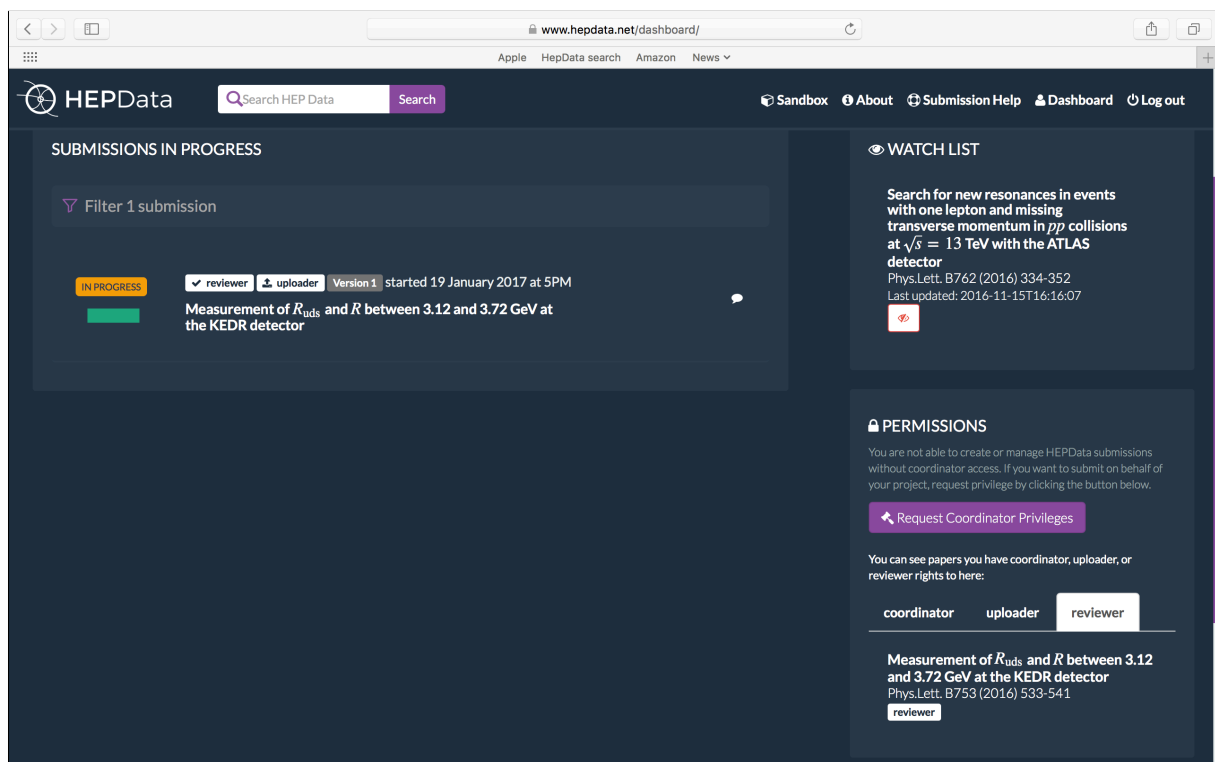 www.hepdata.net/dashboard/
Apple HepData search Amazon News
HEPData
Search HEP Data
Search
Sandbox About Submission Help Dashboard Log out
SUBMISSIONS IN PROGRESS
Filter 1 submission
IN PROGRESS
reviewer uploader Version 1 started 19 January 2017 at 5PM
Measurement of R_uds and R between 3.12 and 3.72 GeV at
the KEDR detector
WATCH LIST
Search for new resonances in events
with one lepton and missing
transverse momentum in pp collisions
at √s = 13 TeV with the ATLAS
detector
Phys.Lett. B762 (2016) 334-352
Last updated: 2016-11-15T16:16:07
PERMISSIONS
You are not able to create or manage HEPData submissions
without coordinator access. If you want to submit on behalf of
your project, request privilege by clicking the button below.
Request Coordinator Privileges
You can see papers you have coordinator, uploader, or
reviewer rights to here:
coordinator uploader reviewer
Measurement of R_uds and R between 3.12
and 3.72 GeV at the KEDR detector
Phys.Lett. B753 (2016) 533-541
reviewer